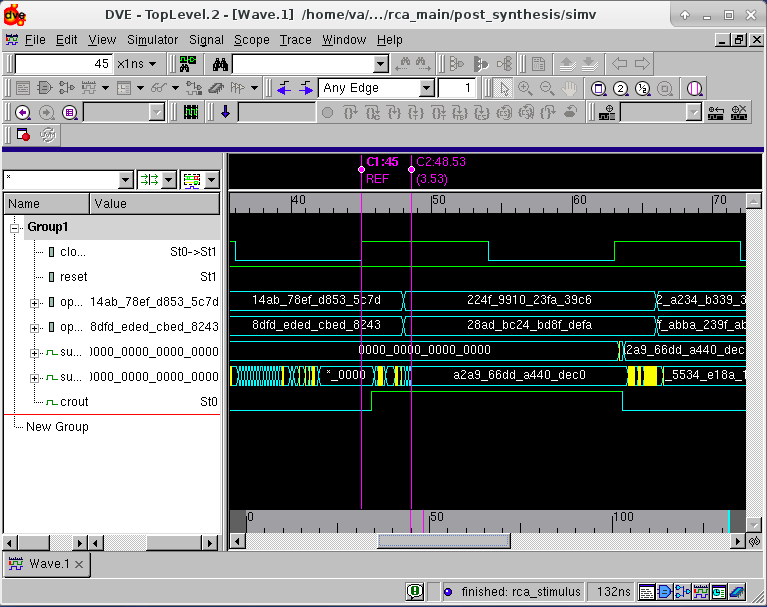 dve
DVE - TopLevel.2 - [Wave.1]  /home/va/.../rca_main/post_synthesis/simv
File Edit View Simulator Signal Scope Trace Window Help
45 x1ns
Any Edge 1
*
C1:45 C2:48.53
REF (3.53)
Name Value
40 50 60 70
Group1
clo... St0->St1
reset St1
op... 14ab_78ef_d853_5c7d 14ab_78ef_d853_5c7d 224f_9910_23fa_39c6 2_a234_b339_3
op... 8dfd_eded_cbed_8243 8dfd_eded_cbed_8243 28ad_bc24_bd8f_defa f_abba_239f_ab
su... 0000_0000_0000_0000 0000_0000_0000_0000 2a9_66dd_a440_dec
su... 0000_0000_0000_0000 *_0000 a2a9_66dd_a440_dec0 _5534_e18a_1
crout St0
New Group
0 50 100
Wave.1
finished: rca_stimulus 132ns